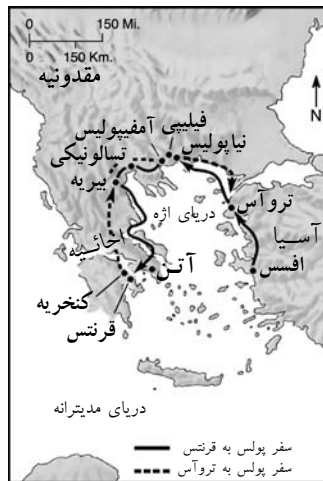 0 150 Mi.
0 150 Km.
مقدونیه
N
فیلیپی
آمفیپولیس
نیاپولیس
تسالونیکی
بیریه
تروآس
دریای اژه
آسیا
اخائیه
آتن
افسس
کنخریه
قرنتس
دریای مدیترانه
سفر پولس به قرنتس
سفر پولس به تروآس